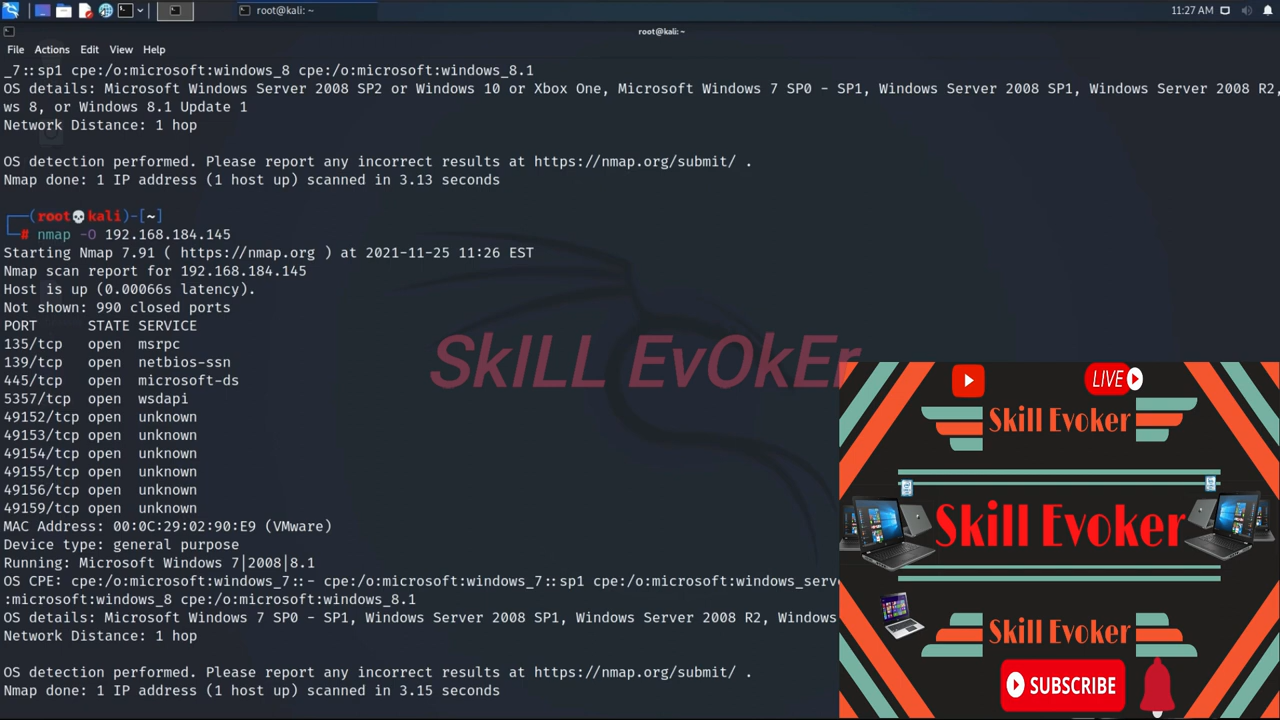 root@kali: ~
11:27 AM
root@kali:~
File Actions Edit View Help
_7::sp1 cpe:/o:microsoft:windows_8 cpe:/o:microsoft:windows_8.1
OS details: Microsoft Windows Server 2008 SP2 or Windows 10 or Xbox One, Microsoft Windows 7 SP0 - SP1, Windows Server 2008 SP1, Windows Server 2008 R2,
ws 8, or Windows 8.1 Update 1
Network Distance: 1 hop
OS detection performed. Please report any incorrect results at https://nmap.org/submit/ .
Nmap done: 1 IP address (1 host up) scanned in 3.13 seconds
(root💀kali)-[~]
# nmap -O 192.168.184.145
Starting Nmap 7.91 ( https://nmap.org ) at 2021-11-25 11:26 EST
Nmap scan report for 192.168.184.145
Host is up (0.00066s latency).
Not shown: 990 closed ports
PORT STATE SERVICE
135/tcp open msrpc
139/tcp open netbios-ssn
445/tcp open microsoft-ds
5357/tcp open wsdapi
49152/tcp open unknown
49153/tcp open unknown
49154/tcp open unknown
49155/tcp open unknown
49156/tcp open unknown
49159/tcp open unknown
MAC Address: 00:0C:29:02:90:E9 (VMware)
Device type: general purpose
Running: Microsoft Windows 7|2008|8.1
OS CPE: cpe:/o:microsoft:windows_7::- cpe:/o:microsoft:windows_7::sp1 cpe:/o:microsoft:windows_serve
:microsoft:windows_8 cpe:/o:microsoft:windows_8.1
OS details: Microsoft Windows 7 SP0 - SP1, Windows Server 2008 SP1, Windows Server 2008 R2, Windows
Network Distance: 1 hop
OS detection performed. Please report any incorrect results at https://nmap.org/submit/ .
Nmap done: 1 IP address (1 host up) scanned in 3.15 seconds
SkILL EvOkEr
LIVE
Skill Evoker
Skill Evoker
Skill Evoker
SUBSCRIBE